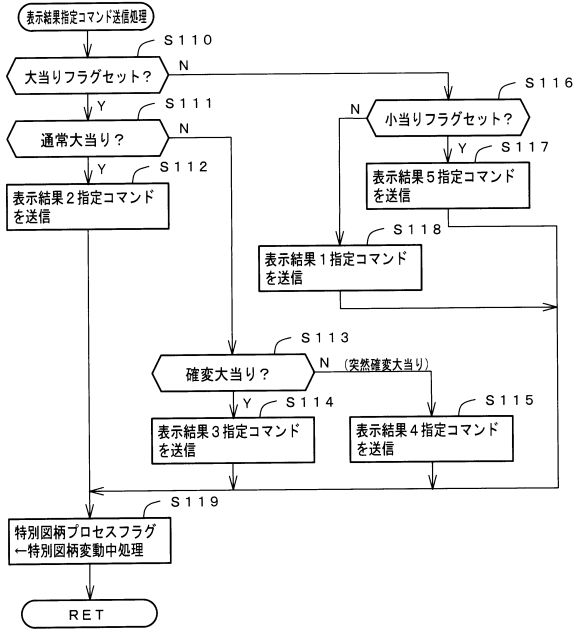 表示結果指定コマンド送信処理
S110
大当りフラグセット?
N
Y
S111
通常大当り?
N
Y
S112
表示結果2指定コマンド
を送信
S116
小当りフラグセット?
N
Y
S117
表示結果5指定コマンド
を送信
S118
表示結果1指定コマンド
を送信
S113
確変大当り?
N
(突然確変大当り)
Y
S114
表示結果3指定コマンド
を送信
S115
表示結果4指定コマンド
を送信
S119
特別図柄プロセスフラグ
←特別図柄変動中処理
RET